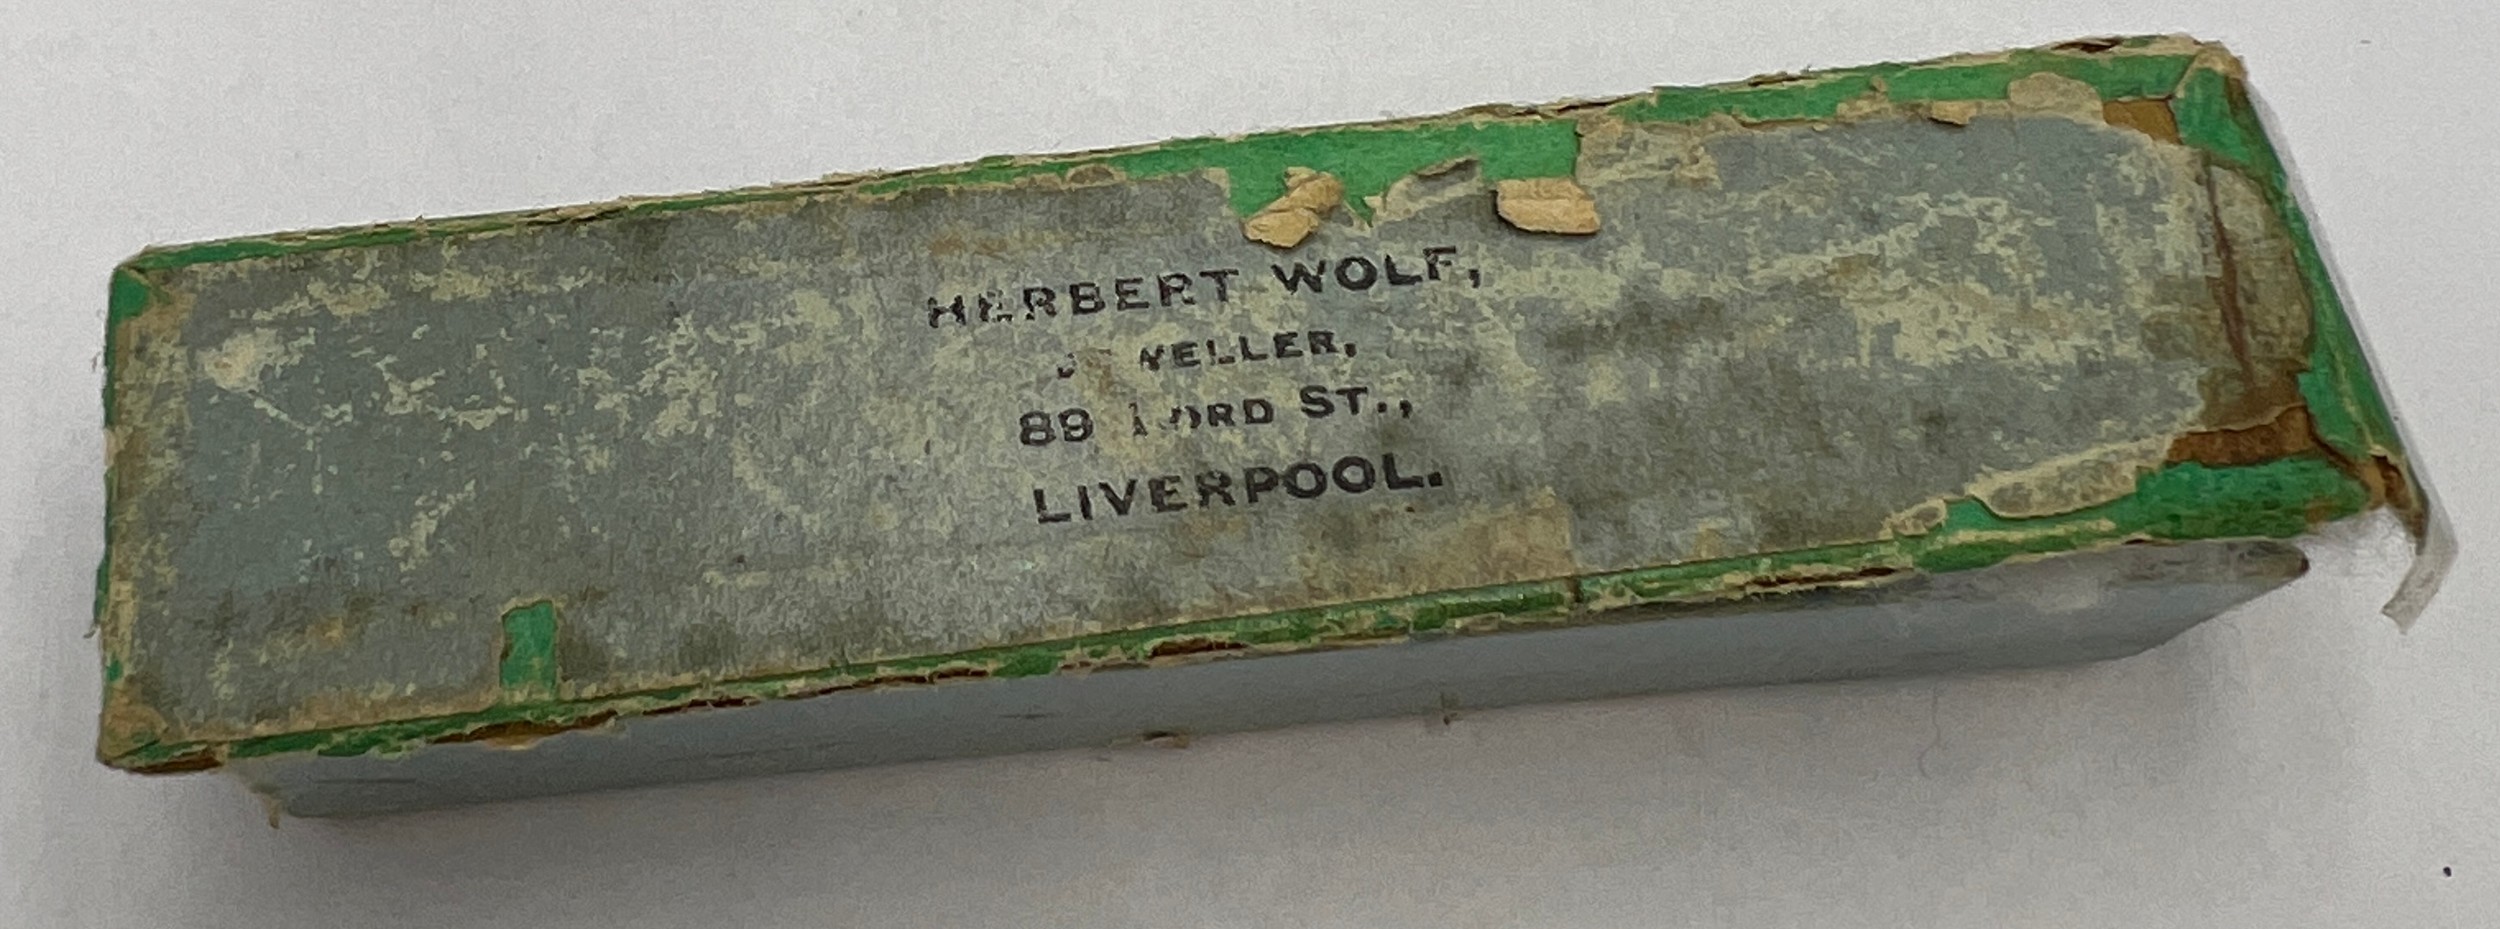 HERBERT WOLF,
JEWELLER,
89 LORD ST.,
LIVERPOOL.